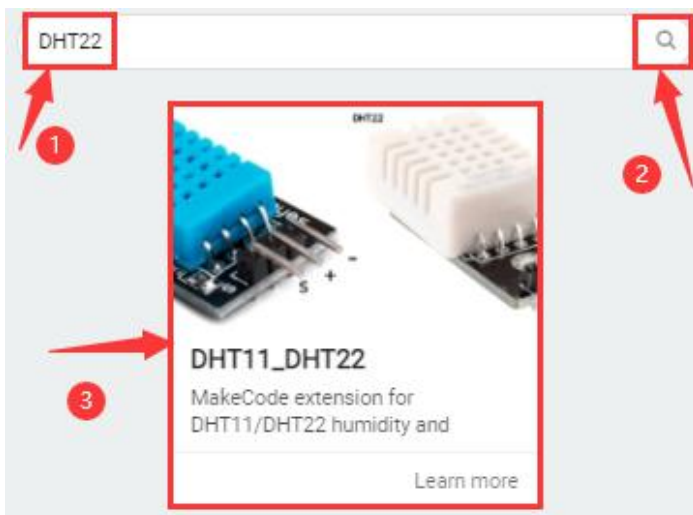 DHT22
1
2
DHT22
s + -
3
DHT11_DHT22
MakeCode extension for
DHT11/DHT22 humidity and
Learn more